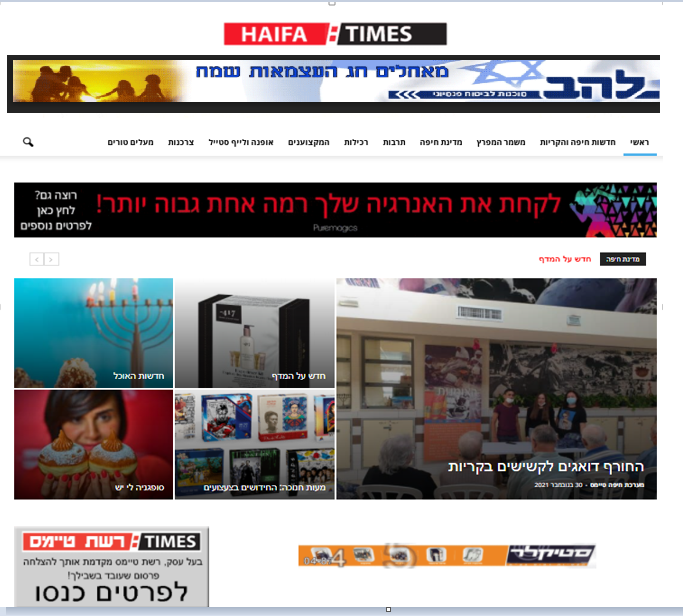 HAIFA :TIMES
מאחלים חג העצמאות שמח
להב
סוכנות לביטוח פנסיוני
ראשי
חדשות חיפה והקריות
משמר המפרץ
מדינת חיפה
תרבות
רכילות
המקצוענים
אופנה ולייף סטייל
צרכנות
מעלים טורים
לקחת את האנרגיה שלך רמה אחת גבוה יותר!
Puremagics
רוצה גם?
לחץ כאן
לפרטים נוספים
מדינת חיפה
חדש על המדף
החורף דואגים לקשישים בקריות
מערכת חיפה טיימס - 30 בנובמבר 2021
417
חדש על המדף
חדשות האוכל
מעות חנוכה: החידושים בצעצועים
סופגניה לי יש
סטיקלר
רשת טיימס :TIMES
בעל עסק, רשת טיימס מקדמת אותך להצלחה
פרסום שעובד בשבילך!
לפרטים כנסו